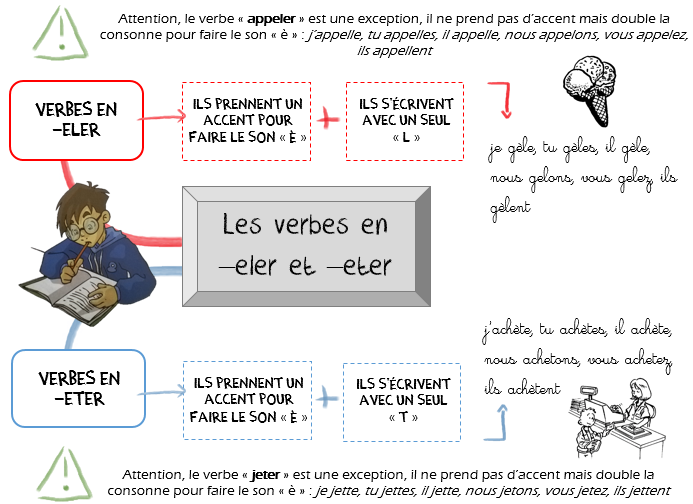 Attention, le verbe « appeler » est une exception, il ne prend pas d'accent mais double la
consonne pour faire le son « è » : j'appelle, tu appelles, il appelle, nous appelons, vous appelez,
ils appellent
VERBES EN
–ELER
ILS PRENNENT UN
ACCENT POUR
FAIRE LE SON « È »
+
ILS S'ÉCRIVENT
AVEC UN SEUL
« L »
je gèle, tu gèles, il gèle,
nous gelons, vous gelez, ils
gèlent
Les verbes en
–eler et –eter
VERBES EN
–ETER
ILS PRENNENT UN
ACCENT POUR
FAIRE LE SON « È »
+
ILS S'ÉCRIVENT
AVEC UN SEUL
« T »
j'achète, tu achètes, il achète,
nous achetons, vous achetez,
ils achètent
Attention, le verbe « jeter » est une exception, il ne prend pas d'accent mais double la
consonne pour faire le son « è » : je jette, tu jettes, il jette, nous jetons, vous jetez, ils jettent